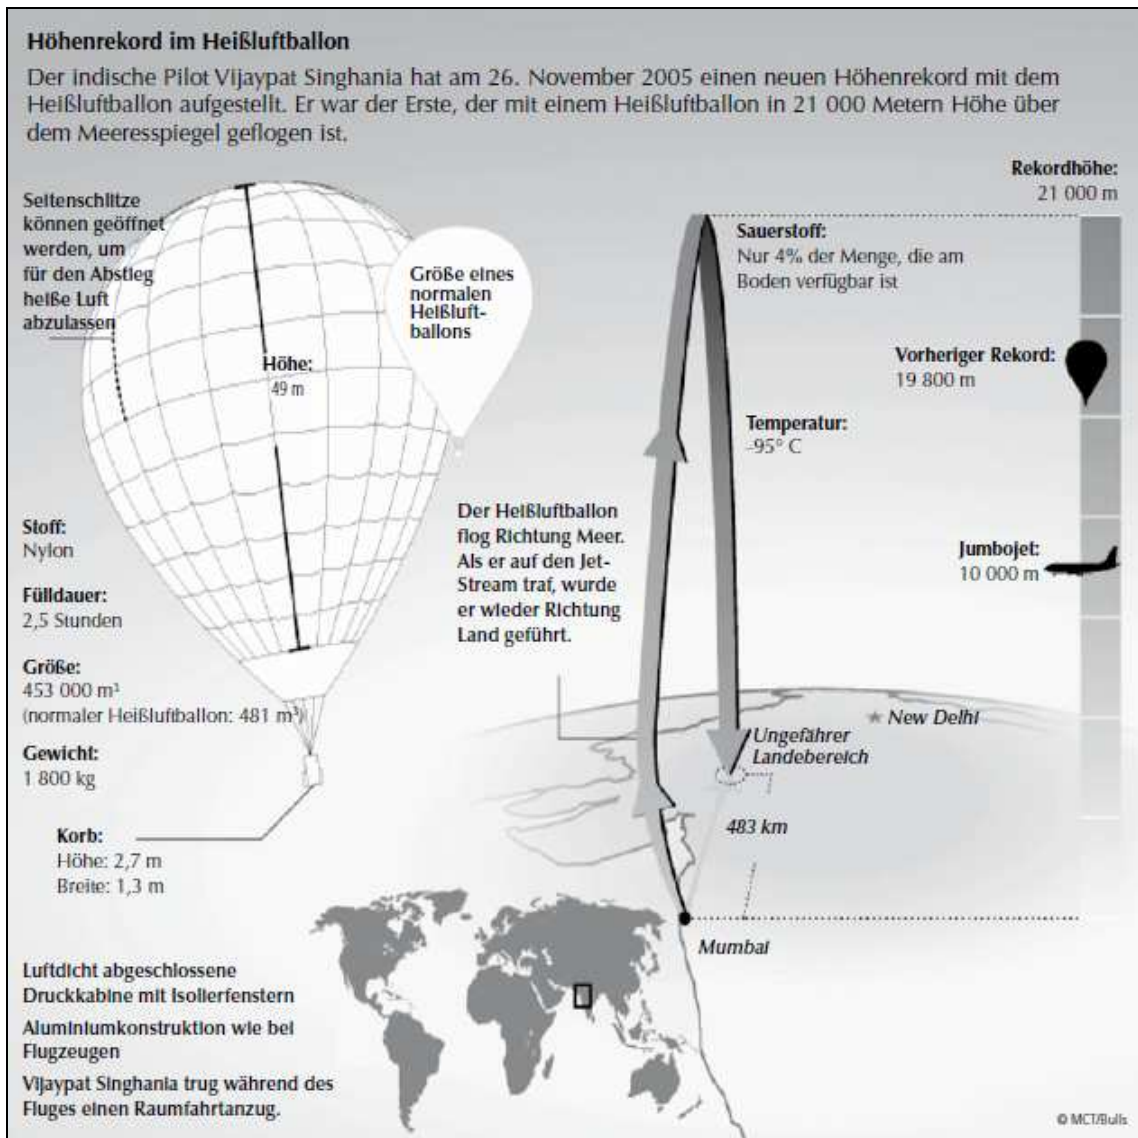 Höhenrekord im Heißluftballon
Der indische Pilot Vijaypat Singhania hat am 26. November 2005 einen neuen Höhenrekord mit dem
Heißluftballon aufgestellt. Er war der Erste, der mit einem Heißluftballon in 21 000 Metern Höhe über
dem Meeresspiegel geflogen ist.
Seitenschlitze
können geöffnet
werden, um
für den Abstieg
heiße Luft
abzulassen
Größe eines
normalen
Heißluft-
ballons
Höhe:
49 m
Stoff:
Nylon
Fülldauer:
2,5 Stunden
Größe:
453 000 m³
(normaler Heißluftballon: 481 m³)
Gewicht:
1 800 kg
Korb:
Höhe: 2,7 m
Breite: 1,3 m
Luftdicht abgeschlossene
Druckkabine mit Isolierfenstern
Aluminiumkonstruktion wie bei
Flugzeugen
Vijaypat Singhania trug während des
Fluges einen Raumfahrtanzug.
Rekordhöhe:
21 000 m
Sauerstoff:
Nur 4% der Menge, die am
Boden verfügbar ist
Vorheriger Rekord:
19 800 m
Temperatur:
-95° C
Der Heißluftballon
flog Richtung Meer.
Als er auf den Jet-
Stream traf, wurde
er wieder Richtung
Land geführt.
Jumbojet:
10 000 m
New Delhi
Ungefährer
Landebereich
483 km
Mumbai
© MCT/Bulls